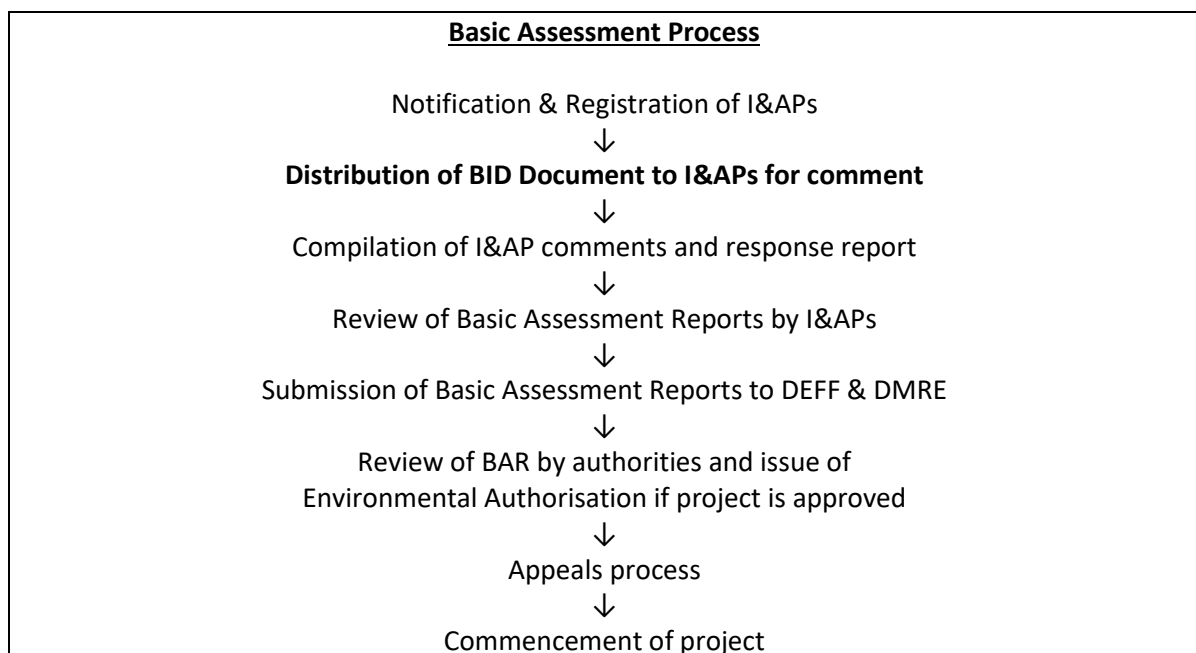 Basic Assessment Process
Notification & Registration of I&APs
↓
Distribution of BID Document to I&APs for comment
↓
Compilation of I&AP comments and response report
↓
Review of Basic Assessment Reports by I&APs
↓
Submission of Basic Assessment Reports to DEFF & DMRE
↓
Review of BAR by authorities and issue of
Environmental Authorisation if project is approved
↓
Appeals process
↓
Commencement of project